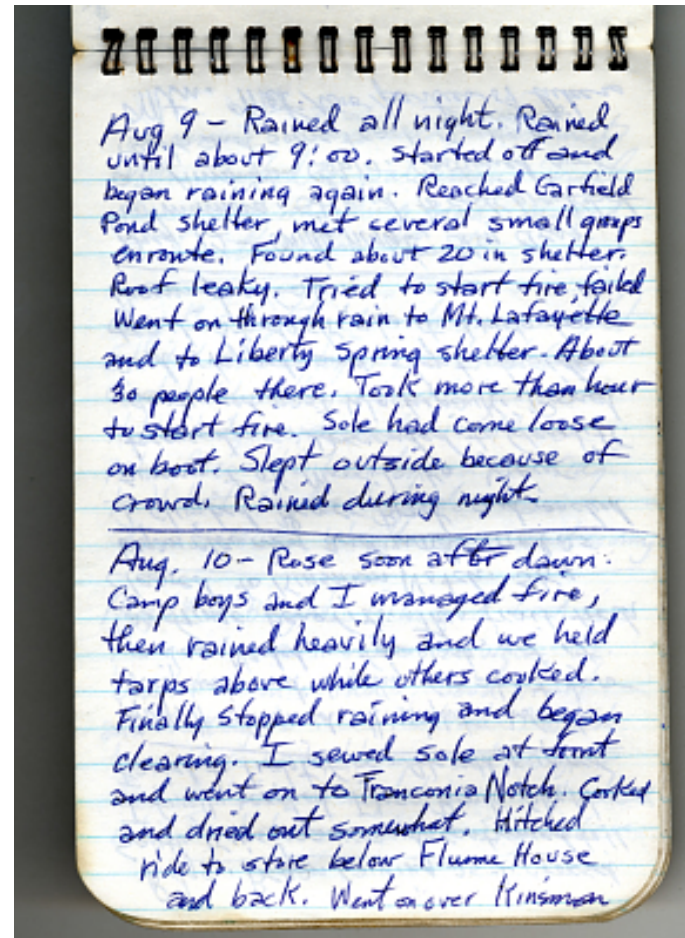 Aug 9 - Rained all night. Rained
until about 9:00. Started off and
began raining again. Reached Garfield
Pond shelter, met several small groups
enroute. Found about 20 in shelter.
Roof leaky. Tried to start fire, failed
Went on through rain to Mt. Lafayette
and to Liberty Spring shelter. About
30 people there. Took more than hour
to start fire. Sole had come loose
on boot. Slept outside because of
crowd. Rained during night.
Aug. 10 - Rose soon after dawn.
Camp boys and I managed fire,
then rained heavily and we held
tarps above while others cooked.
Finally stopped raining and began
clearing. I sewed sole at front
and went on to Franconia Notch. Cooked
and dried out somewhat. Hitched
ride to store below Flume House
and back. Went on over Kinsman